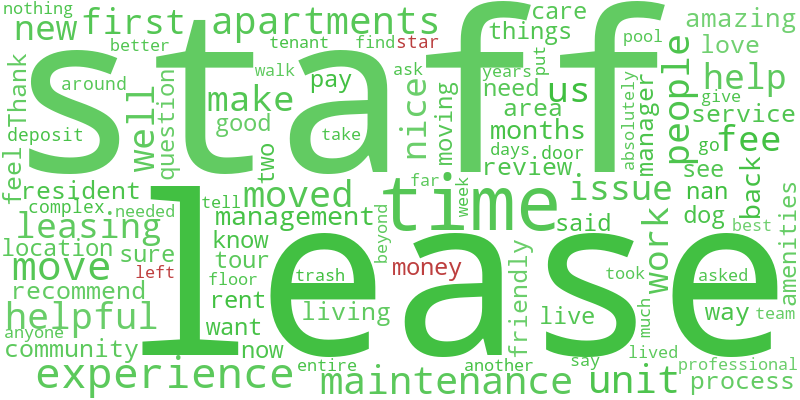 nothing
new
first
apartments
care
things
amazing
better
tenant
find
star
pool
love
staff
Thank
around
walk
pay
ask
years
put
people
help
well
question
make
nice
moving
need
us
absolutely
manager
give
deposit
good
take
area
service
months
go
fee
feel
two
days
door
review
see
resident
moved
far
week
time
issue
nan
back
complex
needed
tell
dog
best
leasing
management
beyond
said
work
way
team
amenities
location
sure
know
lease
friendly
move
left
tour
money
took
asked
recommend
floor
trash
helpful
rent
living
live
much
anyone
want
community
now
entire
another
say
lived
professional
experience
maintenance
unit
process